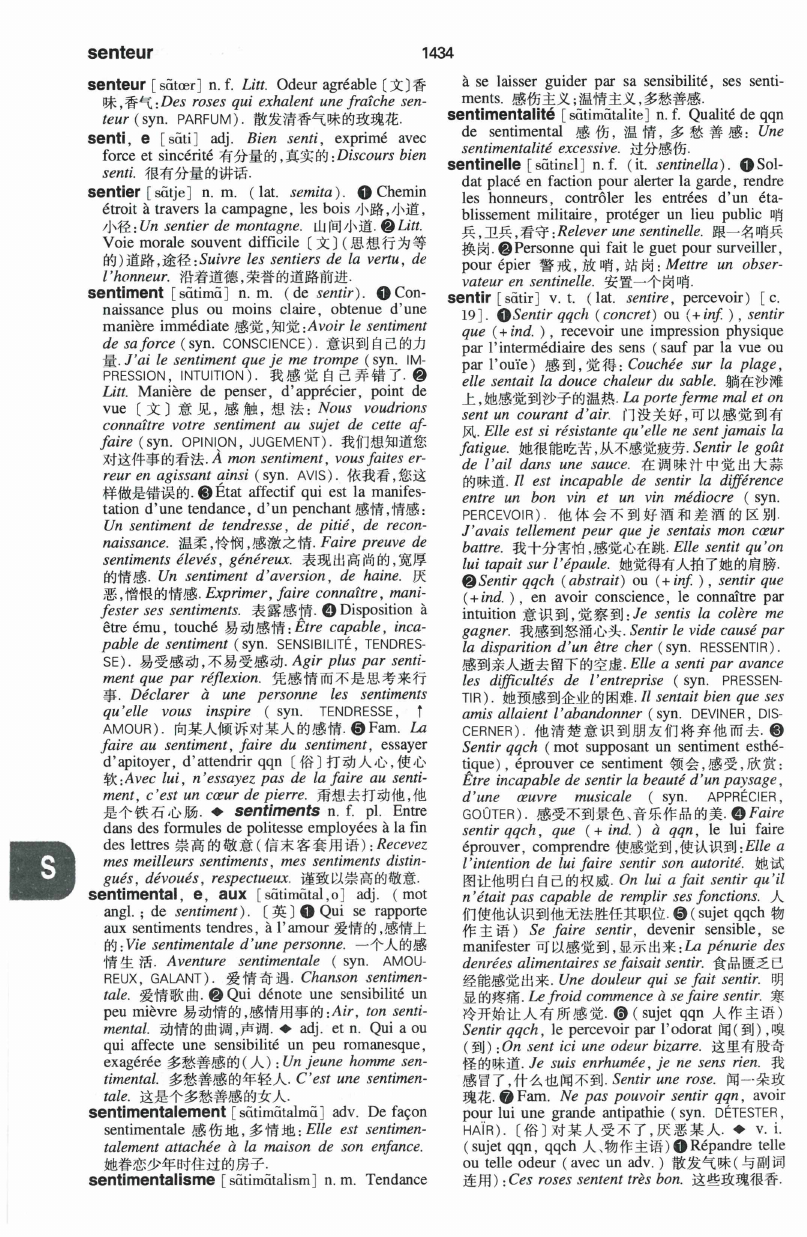 senteur
1434
senteur [sɑ̃tœr] n. f. Litt. Odeur agréable〔文〕香
味,香气:Des roses qui exhalent une fraîche sen-
teur (syn. PARFUM). 散发清香气味的玫瑰花.
senti, e [sɑ̃ti] adj. Bien senti, exprimé avec
force et sincérité 有分量的,真实的:Discours bien
senti. 很有分量的讲话.
sentier [sɑ̃tje] n. m. (lat. semita). ❶ Chemin
étroit à travers la campagne, les bois 小路,小道,
小径:Un sentier de montagne. 山间小道. ❷ Litt.
Voie morale souvent difficile〔文〕(思想行为等
的)道路,途径:Suivre les sentiers de la vertu, de
l'honneur. 沿着道德,荣誉的道路前进.
sentiment [sɑ̃timɑ̃] n. m. (de sentir). ❶ Con-
naissance plus ou moins claire, obtenue d'une
manière immédiate 感觉,知觉:Avoir le sentiment
de sa force (syn. CONSCIENCE). 意识到自己的力
量. J'ai le sentiment que je me trompe (syn. IM-
PRESSION, INTUITION). 我感觉自己弄错了. ❷
Litt. Manière de penser, d'apprécier, point de
vue〔文〕意见, 感触, 想法: Nous voudrions
connaître votre sentiment au sujet de cette af-
faire (syn. OPINION, JUGEMENT). 我们想知道您
对这件事的看法. À mon sentiment, vous faites er-
reur en agissant ainsi (syn. AVIS). 依我看,您这
样做是错误的. ❸ État affectif qui est la manifes-
tation d'une tendance, d'un penchant 感情,情感:
Un sentiment de tendresse, de pitié, de recon-
naissance. 温柔,怜悯,感激之情. Faire preuve de
sentiments élevés, généreux. 表现出高尚的,宽厚
的情感. Un sentiment d'aversion, de haine. 厌
恶,憎恨的情感. Exprimer, faire connaître, mani-
fester ses sentiments. 表露感情. ❹ Disposition à
être ému, touché 易动感情:Être capable, inca-
pable de sentiment (syn. SENSIBILITÉ, TENDRES-
SE). 易受感动,不易受感动. Agir plus par senti-
ment que par réflexion. 凭感情而不是思考来行
事. Déclarer à une personne les sentiments
qu'elle vous inspire ( syn. TENDRESSE, ↑
AMOUR). 向某人倾诉对某人的感情. ❺ Fam. La
faire au sentiment, faire du sentiment, essayer
d'apitoyer, d'attendrir qqn〔俗〕打动人心,使心
软:Avec lui, n'essayez pas de la faire au senti-
ment, c'est un cœur de pierre. 甭想去打动他,他
是个铁石心肠. ◆ sentiments n. f. pl. Entre
dans des formules de politesse employées à la fin
des lettres 崇高的敬意(信末客套用语):Recevez
mes meilleurs sentiments, mes sentiments distin-
gués, dévoués, respectueux. 谨致以崇高的敬意.
sentimental, e, aux [sɑ̃timɑ̃tal,o] adj. (mot
angl. ; de sentiment).〔英〕❶ Qui se rapporte
aux sentiments tendres, à l'amour 爱情的,感情上
的:Vie sentimentale d'une personne. 一个人的感
情生活. Aventure sentimentale ( syn. AMOU-
REUX, GALANT). 爱情奇遇. Chanson sentimen-
tale. 爱情歌曲. ❷ Qui dénote une sensibilité un
peu mièvre 易动情的,感情用事的:Air, ton senti-
mental. 动情的曲调,声调. ◆ adj. et n. Qui a ou
qui affecte une sensibilité un peu romanesque,
exagérée 多愁善感的(人):Un jeune homme sen-
timental. 多愁善感的年轻人. C'est une sentimen-
tale. 这是个多愁善感的女人.
sentimentalement [sɑ̃timɑ̃talmɑ̃] adv. De façon
sentimentale 感伤地,多情地:Elle est sentimen-
talement attachée à la maison de son enfance.
她眷恋少年时住过的房子.
sentimentalisme [sɑ̃timɑ̃talism] n. m. Tendance
à se laisser guider par sa sensibilité, ses senti-
ments. 感伤主义;温情主义,多愁善感.
sentimentalité [sɑ̃timɑ̃talite] n. f. Qualité de qqn
de sentimental 感伤, 温情, 多愁善感: Une
sentimentalité excessive. 过分感伤.
sentinelle [sɑ̃tinɛl] n. f. (it. sentinella). ❶ Sol-
dat placé en faction pour alerter la garde, rendre
les honneurs, contrôler les entrées d'un éta-
blissement militaire, protéger un lieu public 哨
兵,卫兵,看守:Relever une sentinelle. 跟一名哨兵
换岗. ❷ Personne qui fait le guet pour surveiller,
pour épier 警戒, 放哨, 站岗: Mettre un obser-
vateur en sentinelle. 安置一个岗哨.
sentir [sɑ̃tir] v. t. (lat. sentire, percevoir) [c.
19]. ❶ Sentir qqch (concret) ou (+inf.), sentir
que (+ind.), recevoir une impression physique
par l'intermédiaire des sens (sauf par la vue ou
par l'ouïe) 感到,觉得: Couchée sur la plage,
elle sentait la douce chaleur du sable. 躺在沙滩
上,她感觉到沙子的温热. La porte ferme mal et on
sent un courant d'air. 门没关好,可以感觉到有
风. Elle est si résistante qu'elle ne sent jamais la
fatigue. 她很能吃苦,从不感觉疲劳. Sentir le goût
de l'ail dans une sauce. 在调味汁中觉出大蒜
的味道. Il est incapable de sentir la différence
entre un bon vin et un vin médiocre ( syn.
PERCEVOIR). 他体会不到好酒和差酒的区别.
J'avais tellement peur que je sentais mon cœur
battre. 我十分害怕,感觉心在跳. Elle sentit qu'on
lui tapait sur l'épaule. 她觉得有人拍了她的肩膀.
❷ Sentir qqch (abstrait) ou (+inf.), sentir que
(+ind.), en avoir conscience, le connaître par
intuition 意识到,觉察到:Je sentis la colère me
gagner. 我感到怒涌心头. Sentir le vide causé par
la disparition d'un être cher (syn. RESSENTIR).
感到亲人逝去留下的空虚. Elle a senti par avance
les difficultés de l'entreprise ( syn. PRESSEN-
TIR). 她预感到企业的困难. Il sentait bien que ses
amis allaient l'abandonner (syn. DEVINER, DIS-
CERNER). 他清楚意识到朋友们将弃他而去. ❸
Sentir qqch (mot supposant un sentiment esthé-
tique), éprouver ce sentiment 领会,感受,欣赏:
Être incapable de sentir la beauté d'un paysage,
d'une œuvre musicale ( syn. APPRÉCIER,
GOÛTER). 感受不到景色、音乐作品的美. ❹ Faire
sentir qqch, que (+ind.) à qqn, le lui faire
éprouver, comprendre 使感觉到,使认识到:Elle a
l'intention de lui faire sentir son autorité. 她试
图让他明白自己的权威. On lui a fait sentir qu'il
n'était pas capable de remplir ses fonctions. 人
们使他认识到他无法胜任其职位. ❺ (sujet qqch 物
作主语) Se faire sentir, devenir sensible, se
manifester 可以感觉到,显示出来:La pénurie des
denrées alimentaires se faisait sentir. 食品匮乏已
经能感觉出来. Une douleur qui se fait sentir. 明
显的疼痛. Le froid commence à se faire sentir. 寒
冷开始让人有所感觉. ❻ (sujet qqn 人作主语)
Sentir qqch, le percevoir par l'odorat 闻(到),嗅
(到):On sent ici une odeur bizarre. 这里有股奇
怪的味道. Je suis enrhumée, je ne sens rien. 我
感冒了,什么也闻不到. Sentir une rose. 闻一朵玫
瑰花. ❼ Fam. Ne pas pouvoir sentir qqn, avoir
pour lui une grande antipathie (syn. DÉTESTER,
HAÏR).〔俗〕对某人受不了,厌恶某人. ◆ v. i.
(sujet qqn, qqch 人、物作主语) ❶ Répandre telle
ou telle odeur (avec un adv.) 散发气味(与副词
连用):Ces roses sentent très bon. 这些玫瑰很香.
S